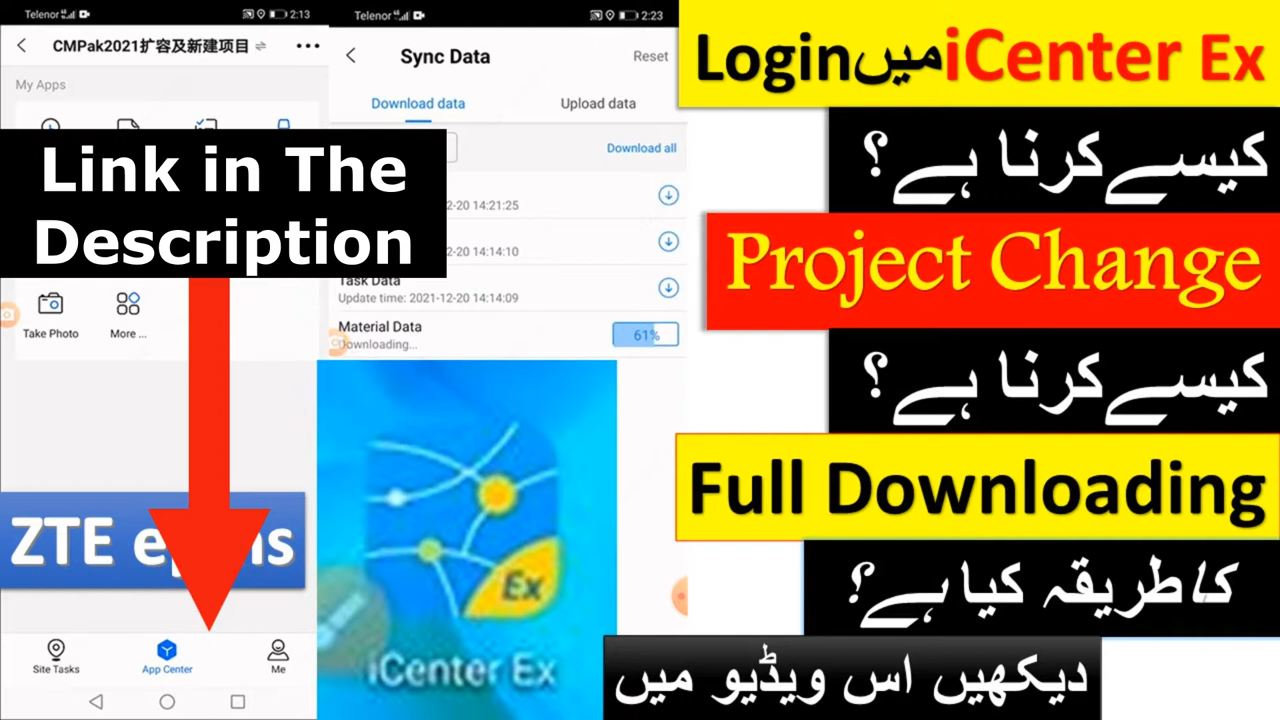 Telenor 2:13
CMPak2021扩容及新建项目
My Apps
Link in The
Description
Take Photo
More ...
ZTE
Site Tasks
App Center
Me
Telenor 2:23
Sync Data
Reset
Download data
Upload data
Download all
12-20 14:21:25
12-20 14:14:10
Task Data
Update time: 2021-12-20 14:14:09
Material Data
Downloading...
61%
Ex
iCenter Ex
iCenter Ex میں Login
کیسے کرنا ہے؟
Project Change
کیسے کرنا ہے؟
Full Downloading
کا طریقہ کیا ہے؟
دیکھیں اس ویڈیو میں